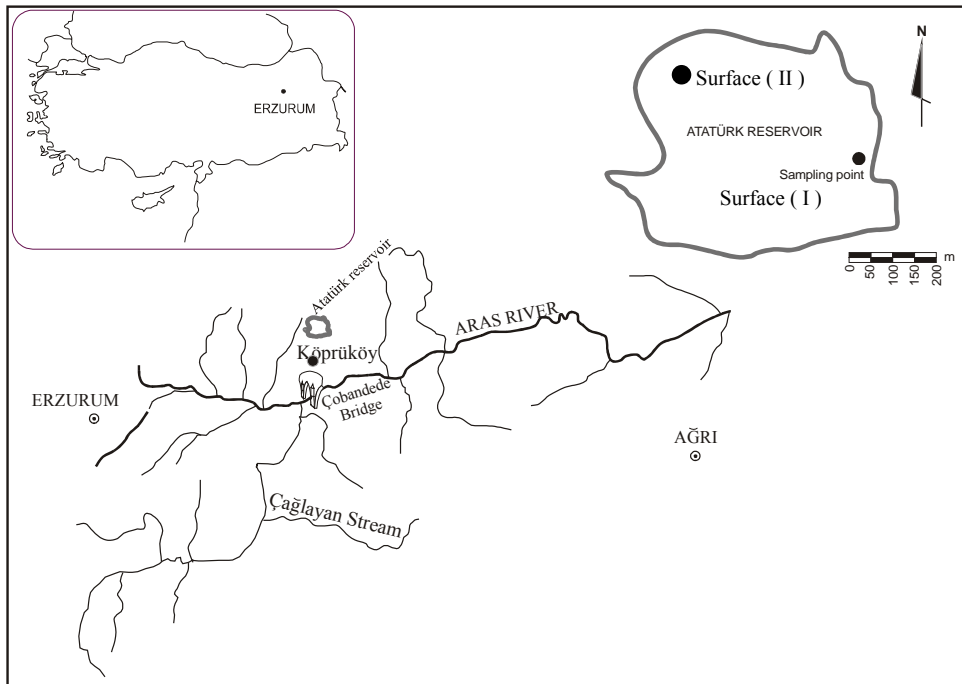 ERZURUM
N
Surface ( II )
ATATÜRK RESERVOIR
Sampling point
Surface ( I )
0 50 100 150 200 m
Atatürk reservoir
ARAS RIVER
Köprüköy
Çobandede
Bridge
ERZURUM
AĞRI
Çağlayan Stream